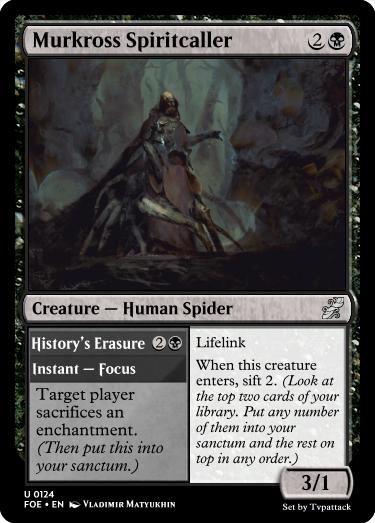 Murkross Spiritcaller 2
Creature — Human Spider
History's Erasure 2
Instant — Focus
Target player
sacrifices an
enchantment.
(Then put this into
your sanctum.)
Lifelink
When this creature
enters, sift 2. (Look at
the top two cards of your
library. Put any number
of them into your
sanctum and the rest on
top in any order.)
3/1
U 0124
FOE • EN Vladimir Matyukhin
Set by Tvpattack